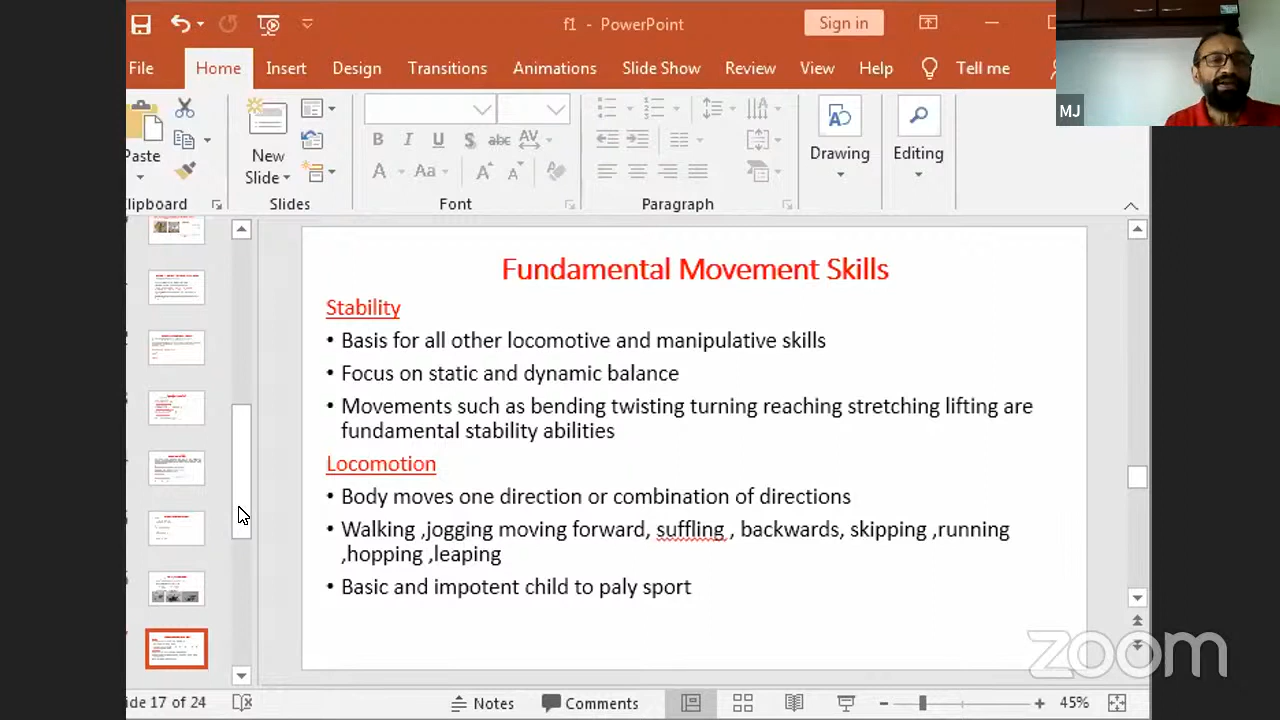 f1 - PowerPoint
Sign in
File Home Insert Design Transitions Animations Slide Show Review View Help Tell me
MJ
Paste
New
Slide
Drawing
Editing
lipboard
Slides
Font
Paragraph
Fundamental Movement Skills
Stability
• Basis for all other locomotive and manipulative skills
• Focus on static and dynamic balance
• Movements such as bending twisting turning reaching stretching lifting are
fundamental stability abilities
Locomotion
• Body moves one direction or combination of directions
• Walking ,jogging moving forward, suffling , backwards, skipping ,running
,hopping ,leaping
• Basic and impotent child to paly sport
zoom
ide 17 of 24
Notes
Comments
45%